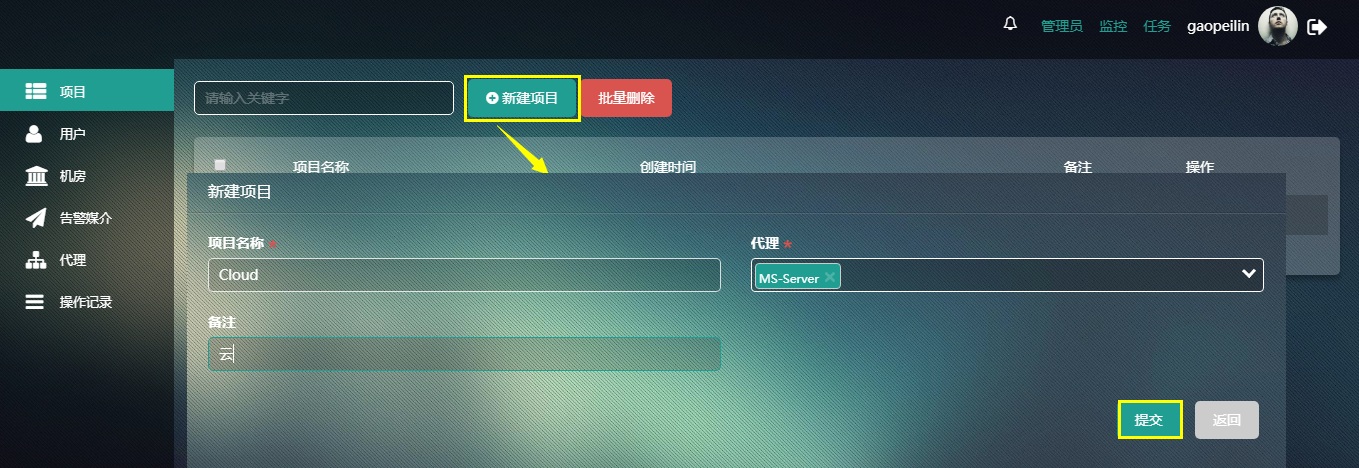 管理员 监控 任务 gaopeilin
项目
用户
机房
告警媒介
代理
操作记录
请输入关键字 新建项目 批量删除
项目名称 创建时间 备注 操作
新建项目
项目名称 * 代理 *
Cloud MS-Server ×
备注
云
提交 返回